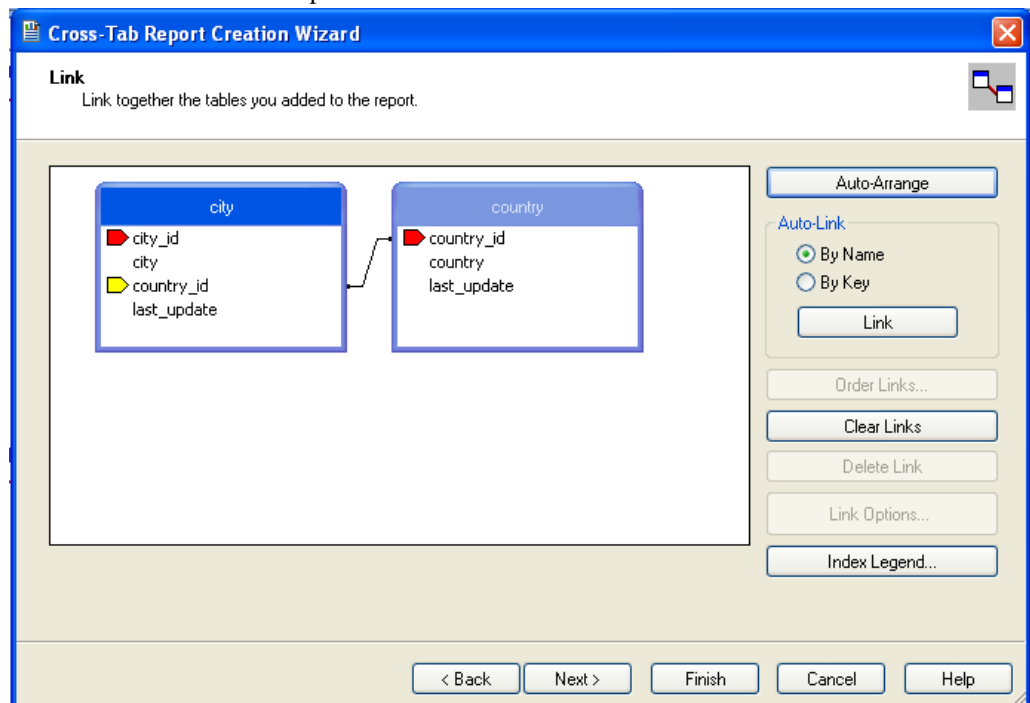 Cross-Tab Report Creation Wizard
Link
Link together the tables you added to the report.
city
city_id
city
country_id
last_update
country
country_id
country
last_update
Auto-Arrange
Auto-Link
By Name
By Key
Link
Order Links...
Clear Links
Delete Link
Link Options...
Index Legend...
< Back
Next >
Finish
Cancel
Help